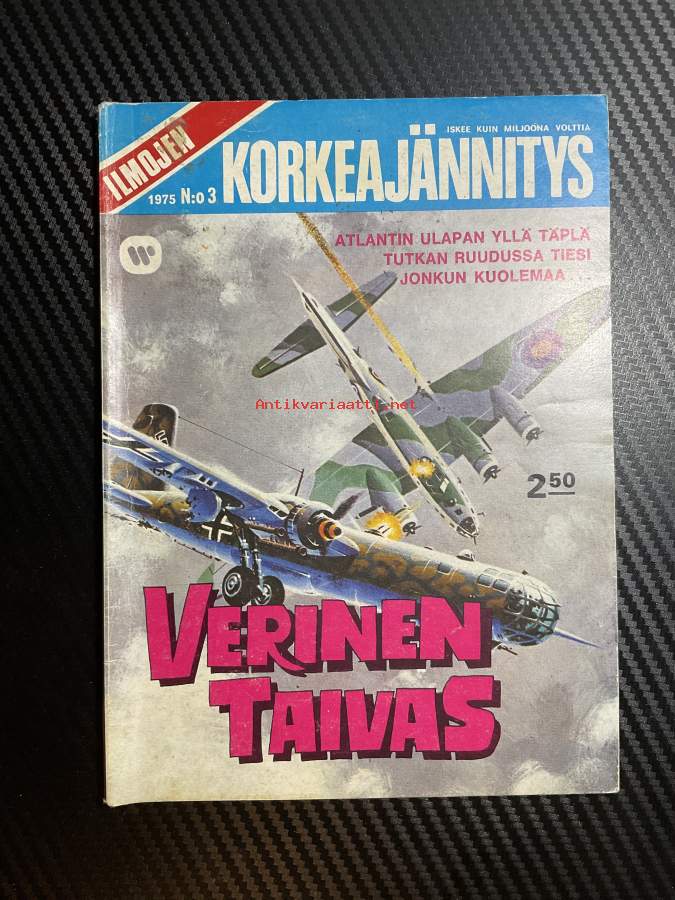 ILMOJEN
ISKEE KUIN MILJOONA VOLTTIA
1975 N:o 3 KORKEAJÄNNITYS
ATLANTIN ULAPAN YLLÄ TÄPLÄ
TUTKAN RUUDUSSA TIESI
JONKUN KUOLEMAA . . .
Antikvariaatti.net
2.50
VERINEN
TAIVAS